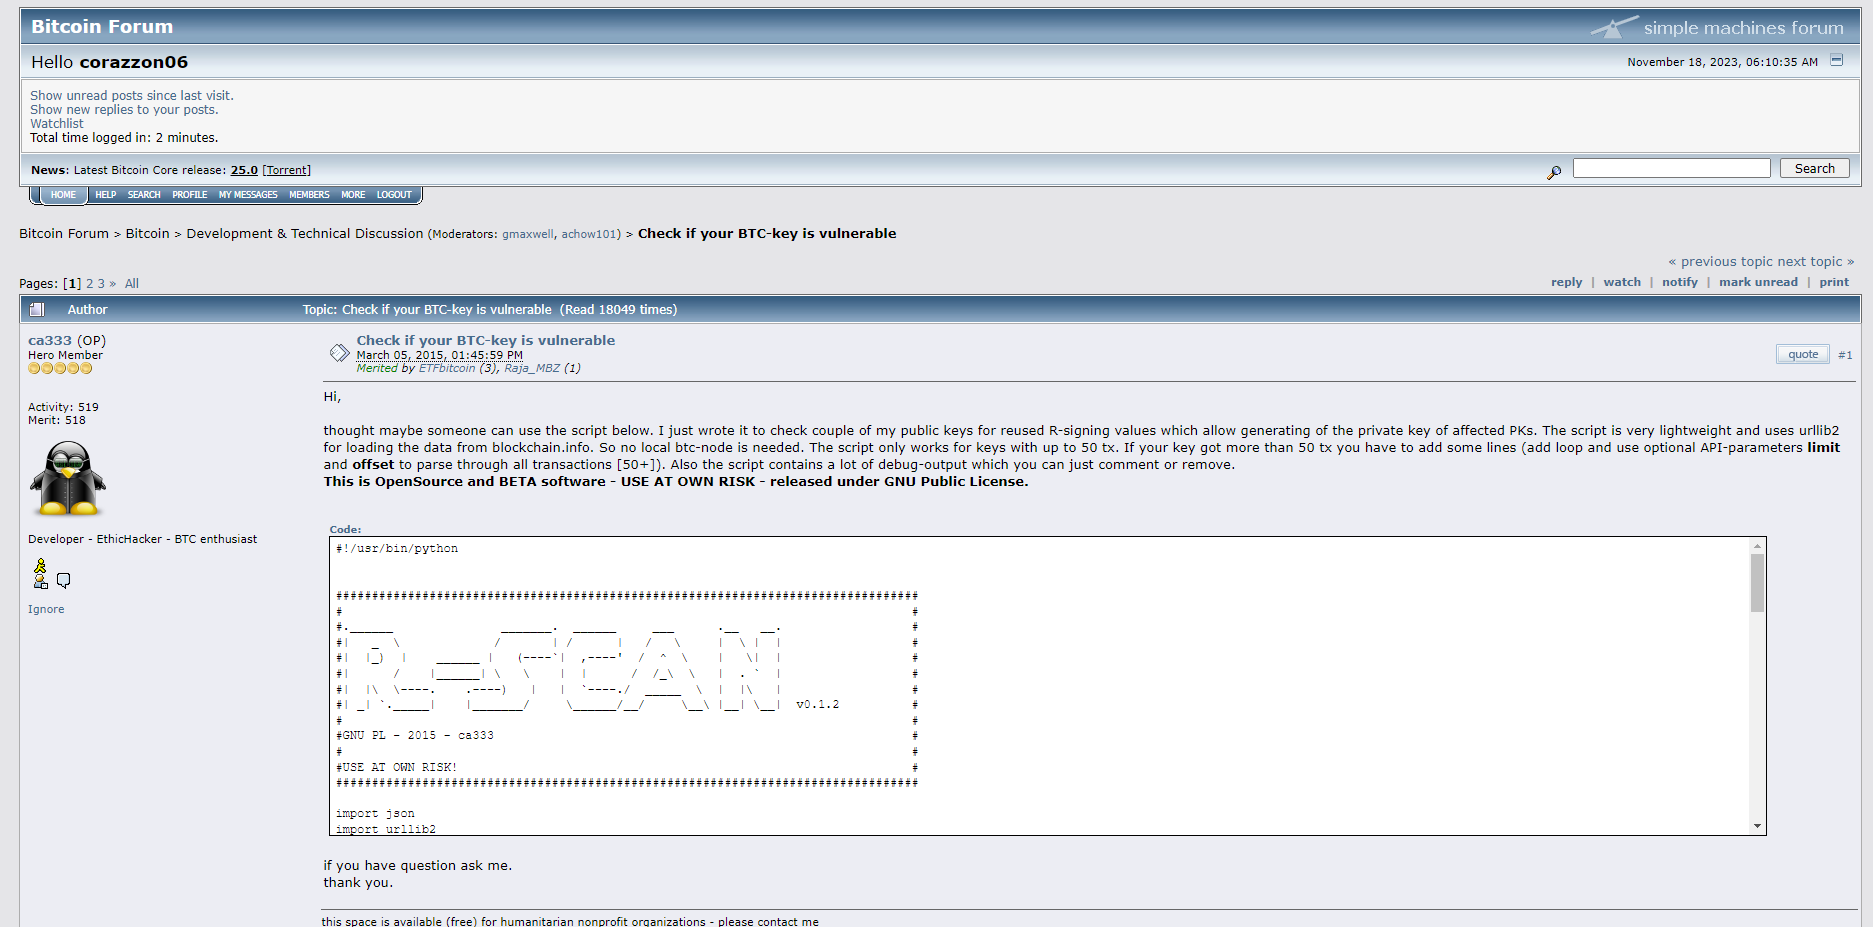 Bitcoin Forum
simple machines forum
Hello corazzon06
November 18, 2023, 06:10:35 AM
Show unread posts since last visit.
Show new replies to your posts.
Watchlist
Total time logged in: 2 minutes.
News: Latest Bitcoin Core release: 25.0 [Torrent]
Search
HOME HELP SEARCH PROFILE MY MESSAGES MEMBERS MORE LOGOUT
Bitcoin Forum > Bitcoin > Development & Technical Discussion (Moderators: gmaxwell, achow101) > Check if your BTC-key is vulnerable
« previous topic next topic »
Pages: [1] 2 3 » All
reply | watch | notify | mark unread | print
Author
Topic: Check if your BTC-key is vulnerable (Read 18049 times)
ca333 (OP)
Hero Member
Activity: 519
Merit: 518
Developer - EthicHacker - BTC enthusiast
Ignore
Check if your BTC-key is vulnerable
March 05, 2015, 01:45:59 PM
Merited by ETFbitcoin (3), Raja_MBZ (1)
quote
#1
Hi,
thought maybe someone can use the script below. I just wrote it to check couple of my public keys for reused R-signing values which allow generating of the private key of affected PKs. The script is very lightweight and uses urllib2
for loading the data from blockchain.info. So no local btc-node is needed. The script only works for keys with up to 50 tx. If your key got more than 50 tx you have to add some lines (add loop and use optional API-parameters limit
and offset to parse through all transactions [50+]). Also the script contains a lot of debug-output which you can just comment or remove.
This is OpenSource and BETA software - USE AT OWN RISK - released under GNU Public License.
Code:
#!/usr/bin/python
#################################################################################
#                                                                               #
#.______               _______.  ______     ___      .__   __.                  #
#|   _  \             /       | /      |   /   \     |  \ |  |                  #
#|  |_)  |    ______ |   (----`|  ,----'  /  ^  \    |   \|  |                  #
#|      /    |______| \   \    |  |      /  /_\  \   |  . `  |                  #
#|  |\  \----.    .----)   |   |  `----./  _____  \  |  |\   |                  #
#| _| `._____|    |_______/     \______/__/     \__\ |__| \__|  v0.1.2          #
#                                                                               #
#GNU PL - 2015 - ca333                                                          #
#                                                                               #
#USE AT OWN RISK!                                                               #
#################################################################################
import json
import urllib2
if you have question ask me.
thank you.
this space is available (free) for humanitarian nonprofit organizations - please contact me